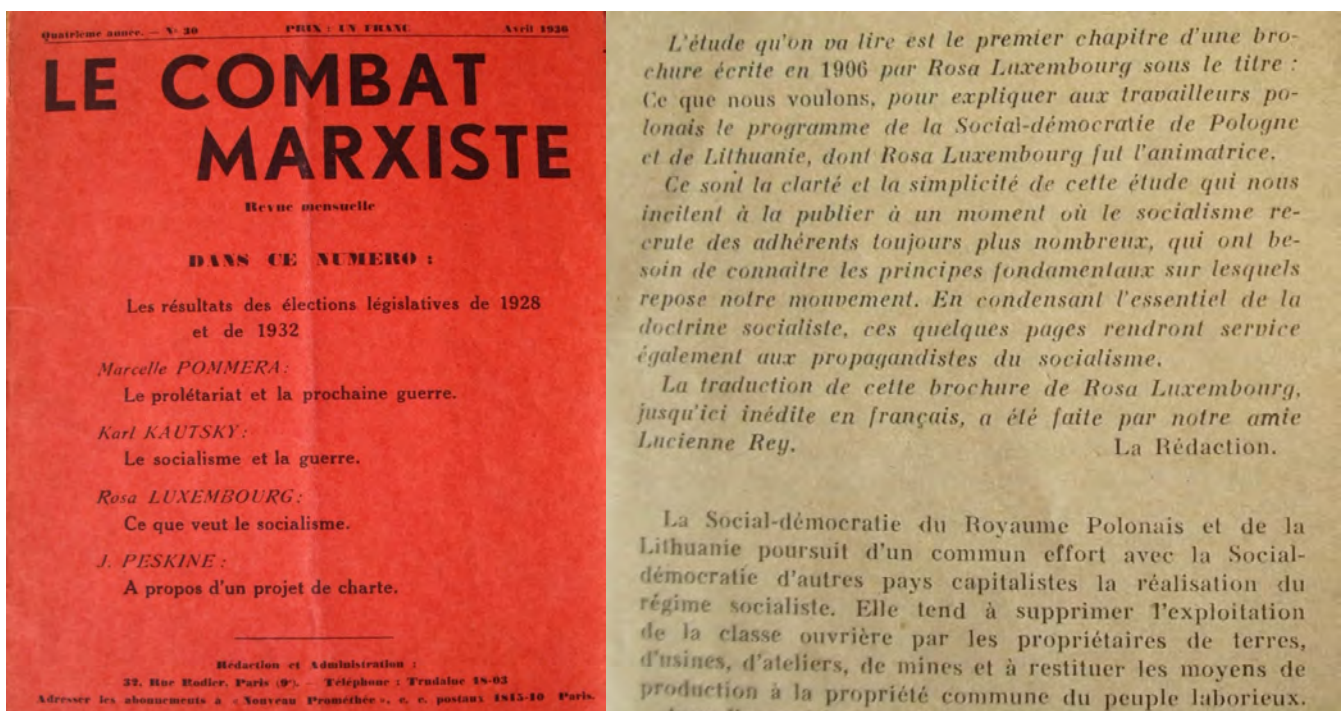 Quatrième année. — N° 30 PRIX : UN FRANC Avril 1936
LE COMBAT
MARXISTE
Revue mensuelle
DANS CE NUMERO :
Les résultats des élections législatives de 1928
et de 1932
Marcelle POMMERA :
Le prolétariat et la prochaine guerre.
Karl KAUTSKY :
Le socialisme et la guerre.
Rosa LUXEMBOURG :
Ce que veut le socialisme.
J. PESKINE :
A propos d'un projet de charte.
Rédaction et Administration :
32, Rue Rodier, Paris (9e). — Téléphone : Trudaine 18-03
Adresser les abonnements à « Nouveau Prométhée », c. c. postaux 1815-10 Paris.
L'étude qu'on va lire est le premier chapitre d'une bro-
chure écrite en 1906 par Rosa Luxembourg sous le titre :
Ce que nous voulons, pour expliquer aux travailleurs po-
lonais le programme de la Social-démocratie de Pologne
et de Lithuanie, dont Rosa Luxembourg fut l'animatrice.
Ce sont la clarté et la simplicité de cette étude qui nous
incitent à la publier à un moment où le socialisme re-
crute des adhérents toujours plus nombreux, qui ont be-
soin de connaitre les principes fondamentaux sur lesquels
repose notre mouvement. En condensant l'essentiel de la
doctrine socialiste, ces quelques pages rendront service
également aux propagandistes du socialisme.
La traduction de cette brochure de Rosa Luxembourg,
jusqu'ici inédite en français, a été faite par notre amie
Lucienne Rey. La Rédaction.
La Social-démocratie du Royaume Polonais et de la
Lithuanie poursuit d'un commun effort avec la Social-
démocratie d'autres pays capitalistes la réalisation du
régime socialiste. Elle tend à supprimer l'exploitation
de la classe ouvrière par les propriétaires de terres,
d'usines, d'ateliers, de mines et à restituer les moyens de
production à la propriété commune du peuple laborieux.